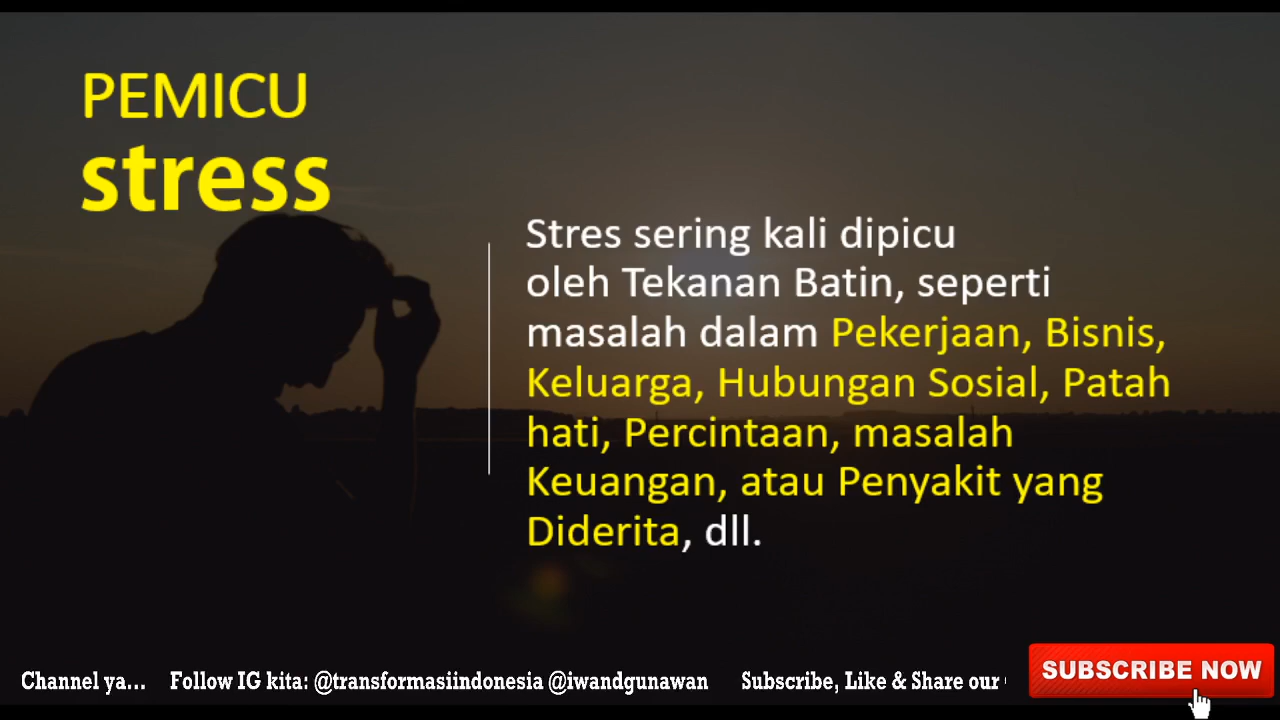 PEMICU
stress
Stres sering kali dipicu
oleh Tekanan Batin, seperti
masalah dalam Pekerjaan, Bisnis,
Keluarga, Hubungan Sosial, Patah
hati, Percintaan, masalah
Keuangan, atau Penyakit yang
Diderita, dll.
Channel ya... Follow IG kita: @transformasiindonesia @iwandgunawan Subscribe, Like & Share our
SUBSCRIBE NOW